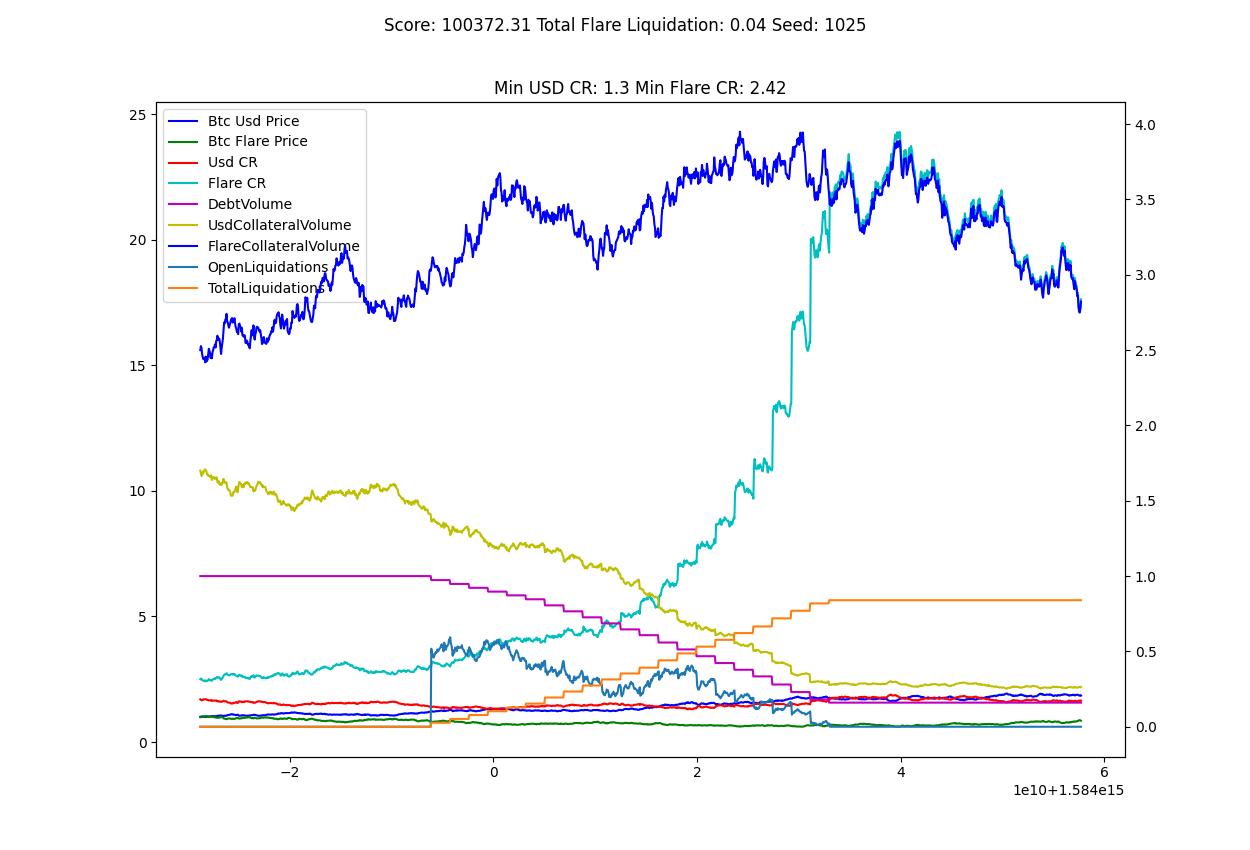 Score: 100372.31 Total Flare Liquidation: 0.04 Seed: 1025
Min USD CR: 1.3 Min Flare CR: 2.42
Btc Usd Price
Btc Flare Price
Usd CR
Flare CR
DebtVolume
UsdCollateralVolume
FlareCollateralVolume
OpenLiquidations
TotalLiquidations
25
20
15
10
5
0
4.0
3.5
3.0
2.5
2.0
1.5
1.0
0.5
0.0
−2 0 2 4 6
1e10+1.584e15